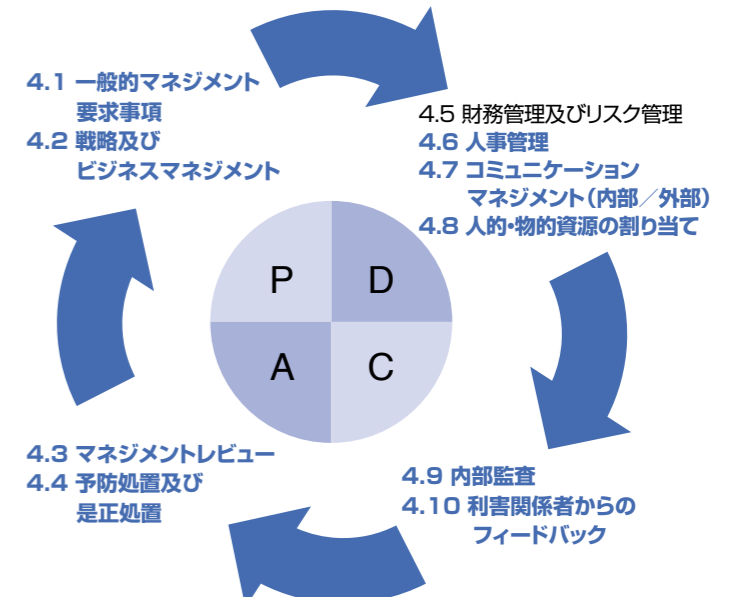 4.1 一般的マネジメント
要求事項
4.2 戦略及び
ビジネスマネジメント
4.5 財務管理及びリスク管理
4.6 人事管理
4.7 コミュニケーション
マネジメント（内部／外部）
4.8 人的・物的資源の割り当て
P
D
A
C
4.3 マネジメントレビュー
4.4 予防処置及び
是正処置
4.9 内部監査
4.10 利害関係者からの
フィードバック